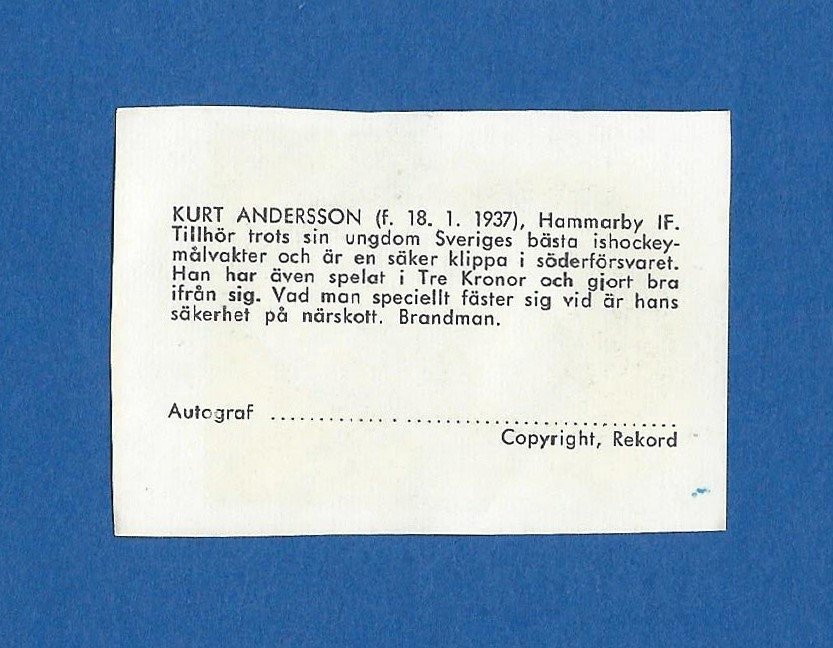 KURT ANDERSSON (f. 18. 1. 1937), Hammarby IF.
Tillhör trots sin ungdom Sveriges bästa ishockey-
målvakter och är en säker klippa i söderförsvaret.
Han har även spelat i Tre Kronor och gjort bra
ifrån sig. Vad man speciellt fäster sig vid är hans
säkerhet på närskott. Brandman.
Autograf ........................................
Copyright, Rekord